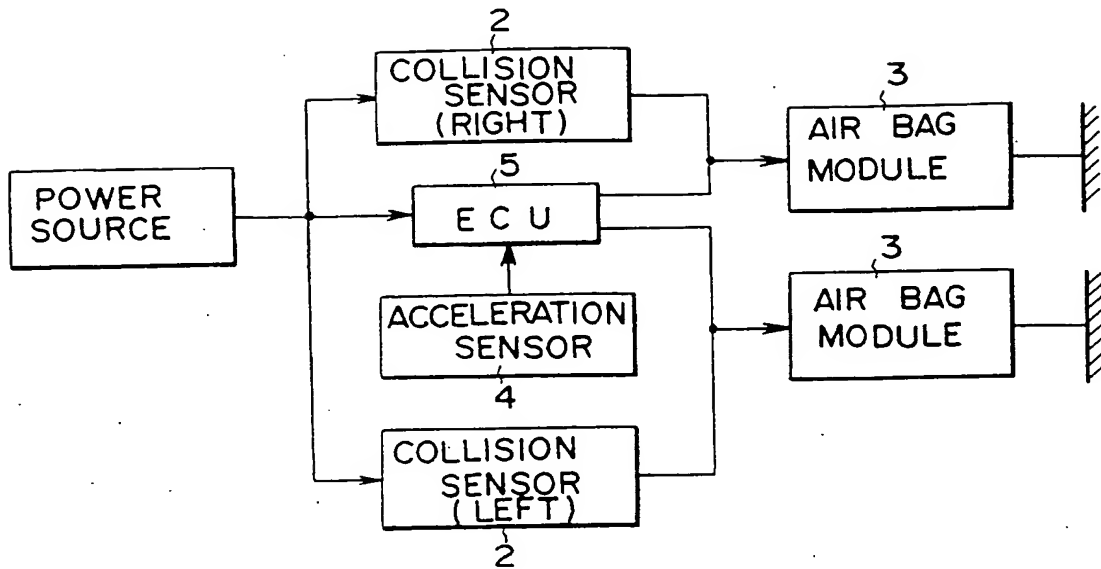 2
COLLISION
SENSOR
(RIGHT)
3
AIR BAG
MODULE
5
ECU
POWER
SOURCE
3
AIR BAG
MODULE
ACCELERATION
SENSOR
4
COLLISION
SENSOR
(LEFT)
2